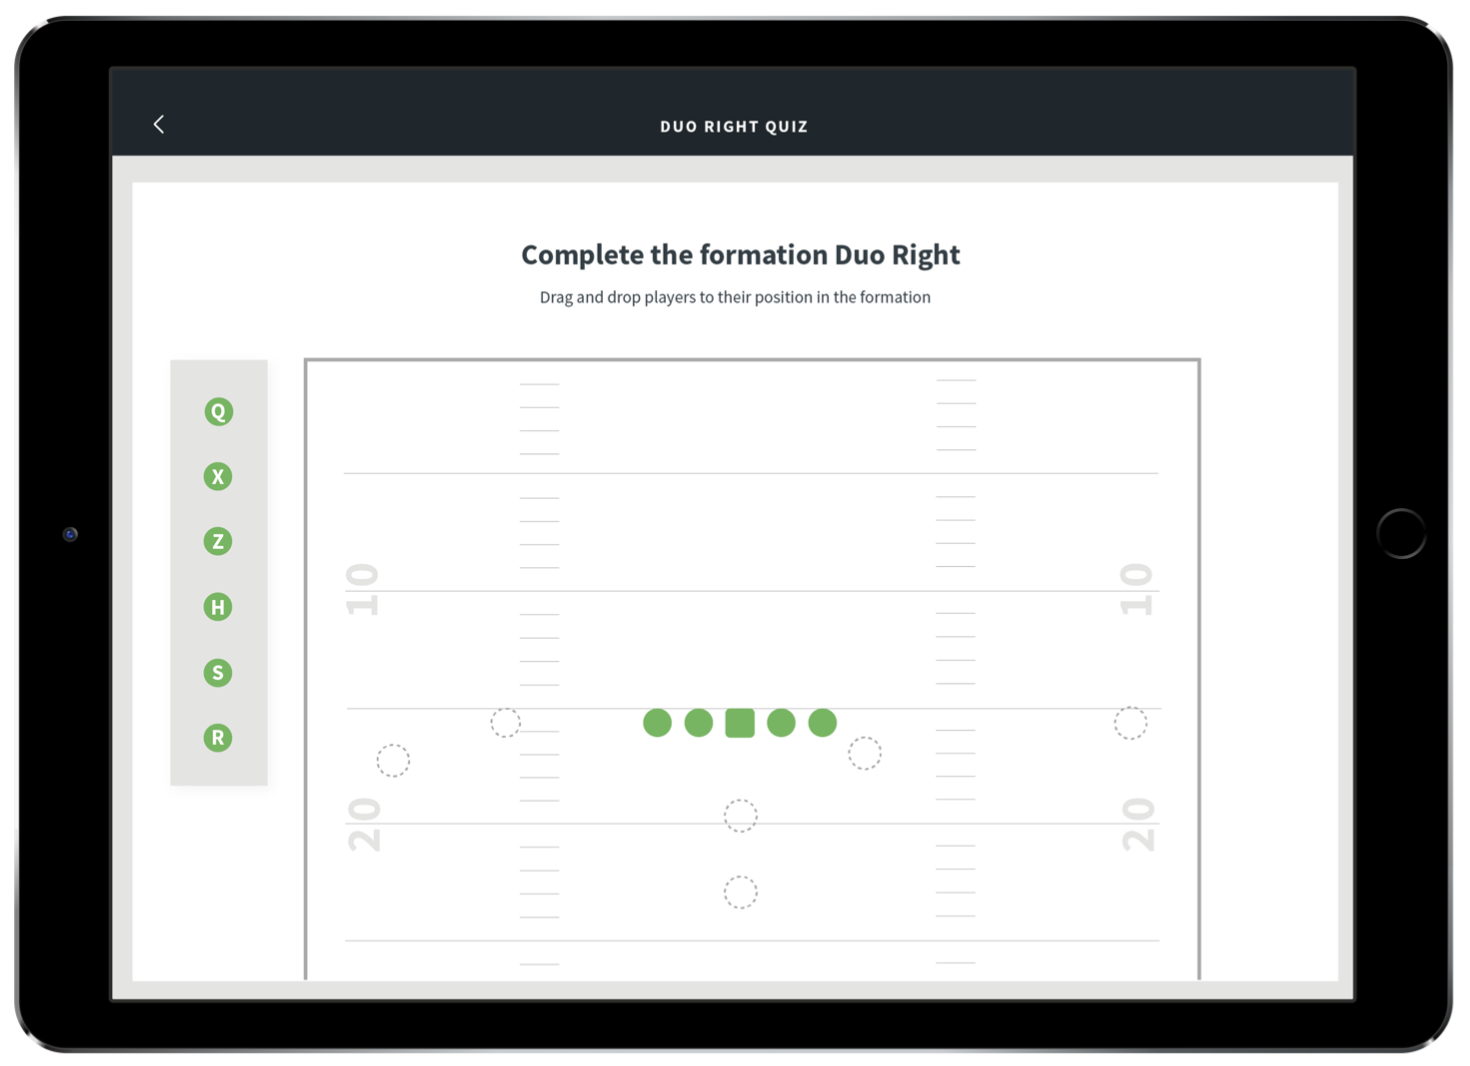 DUO RIGHT QUIZ
Complete the formation Duo Right
Drag and drop players to their position in the formation
Q
X
Z
H
S
R
10
10
20
20